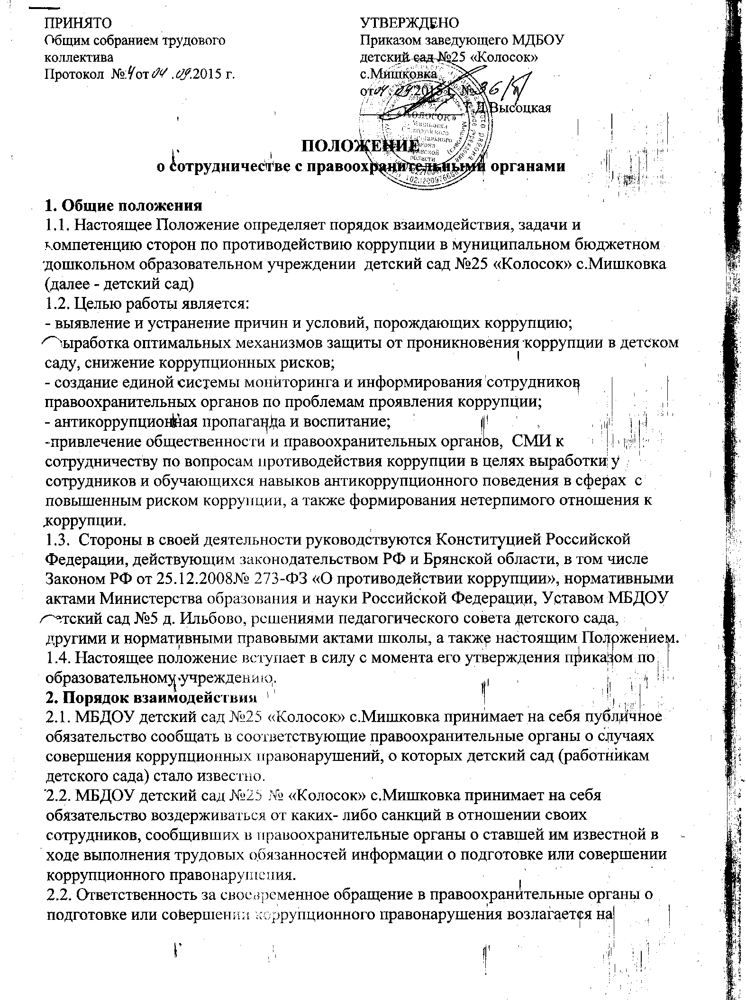 ПРИНЯТО
Общим собранием трудового
коллектива
Протокол №4 от 04.09.2015 г.
УТВЕРЖДЕНО
Приказом заведующего МДБОУ
детский сад №25 «Колосок»
с.Мишковка
от 04.09.2015 г. №36/
Т.Д.Высоцкая
«КОЛОСОК»
Мишковка
района
области
ПОЛОЖЕНИЕ
о сотрудничестве с правоохранительными органами
1. Общие положения
1.1. Настоящее Положение определяет порядок взаимодействия, задачи и
компетенцию сторон по противодействию коррупции в муниципальном бюджетном
дошкольном образовательном учреждении детский сад №25 «Колосок» с.Мишковка
(далее - детский сад)
1.2. Целью работы является:
- выявление и устранение причин и условий, порождающих коррупцию;
выработка оптимальных механизмов защиты от проникновения коррупции в детском
саду, снижение коррупционных рисков;
- создание единой системы мониторинга и информирования сотрудников
правоохранительных органов по проблемам проявления коррупции;
- антикоррупционная пропаганда и воспитание;
-привлечение общественности и правоохранительных органов, СМИ к
сотрудничеству по вопросам противодействия коррупции в целях выработки у
сотрудников и обучающихся навыков антикоррупционного поведения в сферах с
повышенным риском коррупции, а также формирования нетерпимого отношения к
коррупции.
1.3. Стороны в своей деятельности руководствуются Конституцией Российской
Федерации, действующим законодательством РФ и Брянской области, в том числе
Законом РФ от 25.12.2008№ 273-ФЗ «О противодействии коррупции», нормативными
актами Министерства образования и науки Российской Федерации, Уставом МБДОУ
детский сад №5 д. Ильбово, решениями педагогического совета детского сада,
другими и нормативными правовыми актами школы, а также настоящим Положением.
1.4. Настоящее положение вступает в силу с момента его утверждения приказом по
образовательному учреждению.
2. Порядок взаимодействия
2.1. МБДОУ детский сад №25 «Колосок» с.Мишковка принимает на себя публичное
обязательство сообщать в соответствующие правоохранительные органы о случаях
совершения коррупционных правонарушений, о которых детский сад (работникам
детского сада) стало известно.
2.2. МБДОУ детский сад №25 № «Колосок» с.Мишковка принимает на себя
обязательство воздерживаться от каких- либо санкций в отношении своих
сотрудников, сообщивших в правоохранительные органы о ставшей им известной в
ходе выполнения трудовых обязанностей информации о подготовке или совершении
коррупционного правонарушения.
2.2. Ответственность за своевременное обращение в правоохранительные органы о
подготовке или совершении коррупционного правонарушения возлагается на